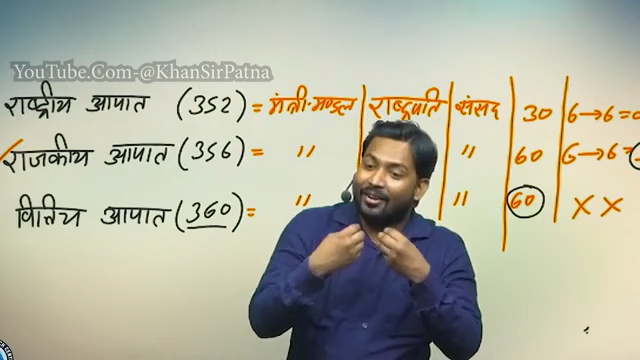 YouTube.Com-@KhanSirPatna
राष्ट्रीय आपात (352) = मंत्री-मण्डल राष्ट्रपति संसद 30 6→6=
राजकीय आपात (356) = " " 60 6→6=
वित्तिय आपात (360) = " " 60 X X